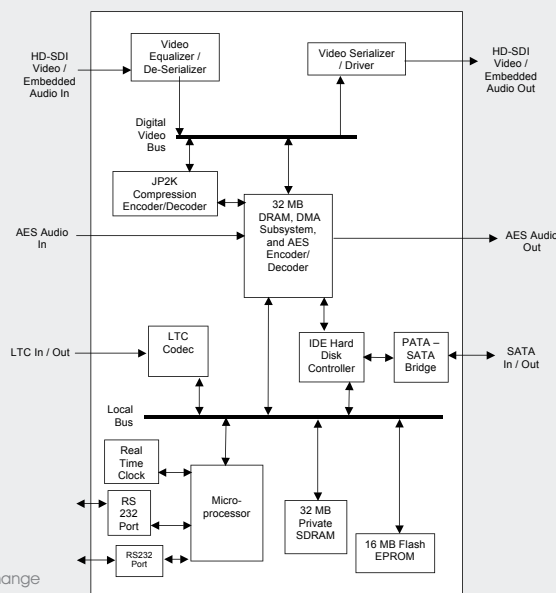 Video
Equalizer /
De-Serializer
Video Serializer
/ Driver
HD-SDI
Video /
Embedded
Audio In
HD-SDI
Video /
Embedded
Audio Out
Digital
Video
Bus
JP2K
Compression
Encoder/Decoder
32 MB
DRAM, DMA
Subsystem,
and AES
Encoder/
Decoder
AES Audio
In
AES Audio
Out
LTC In / Out
LTC
Codec
IDE Hard
Disk
Controller
PATA –
SATA
Bridge
SATA
In / Out
Local
Bus
Real
Time
Clock
RS
232
Port
RS232
Port
Micro-
processor
32 MB
Private
SDRAM
16 MB Flash
EPROM
hange